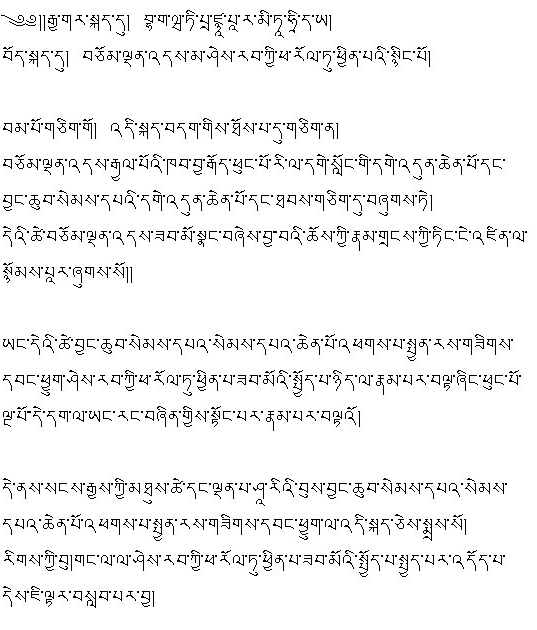 ༄༅༅།།རྒྱ་གར་སྐད་དུ། བྷ་ག་ཝ་ཏི་པྲ་ཛྙཱ་པཱ་ར་མི་ཏཱ་ཧྲྀ་ད་ཡ།
བོད་སྐད་དུ། བཅོམ་ལྡན་འདས་མ་ཤེས་རབ་ཀྱི་ཕ་རོལ་ཏུ་ཕྱིན་པའི་སྙིང་པོ།
བམ་པོ་གཅིག་གོ། འདི་སྐད་བདག་གིས་ཐོས་པ་དུ་གཅིག་ན།
བཅོམ་ལྡན་འདས་རྒྱལ་པོའི་ཁབ་བྱ་རྒོད་ཕུང་པོ་རི་ལ་དགེ་སློང་གི་དགེ་འདུན་ཆེན་པོ་དང་
བྱང་ཆུབ་སེམས་དཔའི་དགེ་འདུན་ཆེན་པོ་དང་ཐབས་གཅིག་དུ་བཞུགས་ཏེ།
དེའི་ཚེ་བཅོམ་ལྡན་འདས་ཟབ་མོ་སྣང་བཞེས་བྱ་བའི་ཆོས་ཀྱི་རྣམ་གྲངས་ཀྱི་ཏིང་ངེ་འཛིན་ལ་
སྙོམས་པཱར་ཞུགས་སོ།།
ཡང་དེའི་ཚེ་བྱང་ཆུབ་སེམས་དཔའ་སེམས་དཔའ་ཆེན་པོ་འཕགས་པ་སྤྱན་རས་གཟིགས་
དབང་ཕྱུག་ཤེས་རབ་ཀྱི་ཕ་རོལ་ཏུ་ཕྱིན་པ་ཟབ་མོའི་སྤྱོད་པ་ཉིད་ལ་རྣམ་པར་བལྟ་ཞིང་ཕུང་པོ་
ལྔ་པོ་དེ་དག་ལ་ཡང་རང་བཞིན་གྱིས་སྟོང་པར་རྣམ་པར་བལྟའོ།
དེ་ནས་སངས་རྒྱས་ཀྱི་མཐུས་ཚེ་དང་ལྡན་པ་ཤཱ་རིའི་བུས་བྱང་ཆུབ་སེམས་དཔའ་སེམས་
དཔའ་ཆེན་པོ་འཕགས་པ་སྤྱན་རས་གཟིགས་དབང་ཕྱུག་ལ་འདི་སྐད་ཅེས་སྨྲས་སོ།
རིགས་ཀྱི་བུ།གང་ལ་ལ་ཤེས་རབ་ཀྱི་ཕ་རོལ་ཏུ་ཕྱིན་པ་ཟབ་མོའི་སྤྱོད་པ་སྤྱད་པར་འདོད་པ་
དེས་ཇི་ལྟར་བསླབ་པར་བྱ།